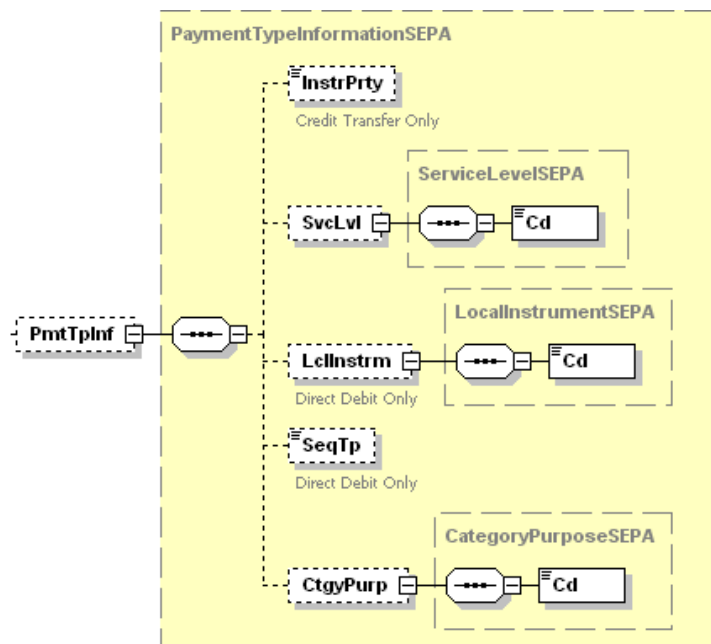 PaymentTypeInformationSEPA
InstrPrty
Credit Transfer Only
ServiceLevelSEPA
SvcLvl
Cd
LocalInstrumentSEPA
PmtTpInf
LclInstrm
Cd
Direct Debit Only
SeqTp
Direct Debit Only
CategoryPurposeSEPA
CtgyPurp
Cd